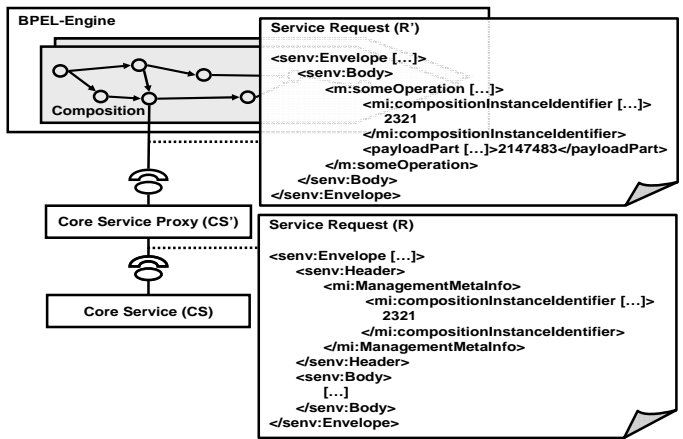 BPEL-Engine
Composition
Service Request (R’)
<senv:Envelope […]>
<senv:Body>
<m:someOperation […]>
<mi:compositionInstanceIdentifier […]>
2321
</mi:compositionInstanceIdentifier>
<payloadPart […]>2147483</payloadPart>
</m:someOperation>
</senv:Body>
</senv:Envelope>
Core Service Proxy (CS’)
Core Service (CS)
Service Request (R)
<senv:Envelope […]>
<senv:Header>
<mi:ManagementMetaInfo>
<mi:compositionInstanceIdentifier […]>
2321
</mi:compositionInstanceIdentifier>
</mi:ManagementMetaInfo>
</senv:Header>
<senv:Body>
[…]
</senv:Body>
</senv:Envelope>